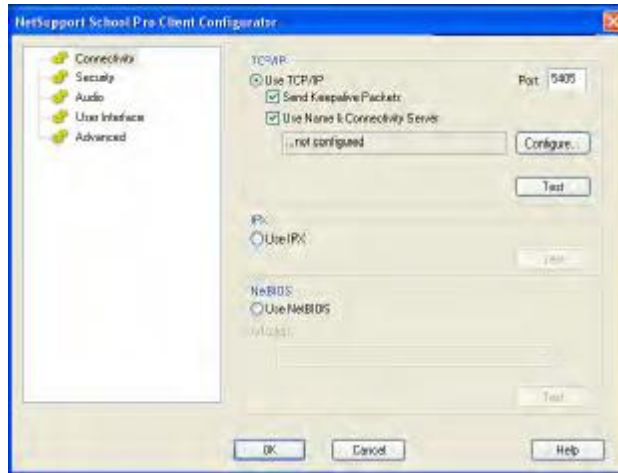 NetSupport School Pro Client Configurator
Connectivity
Security
Audio
User Interface
Advanced
TCP/IP
Use TCP/IP
Port 5405
Send Keepalive Packets
Use Name & Connectivity Server
...not configured
Configure...
Test
IPX
Use IPX
Test
NetBIOS
Use NetBIOS
Test
OK
Cancel
Help